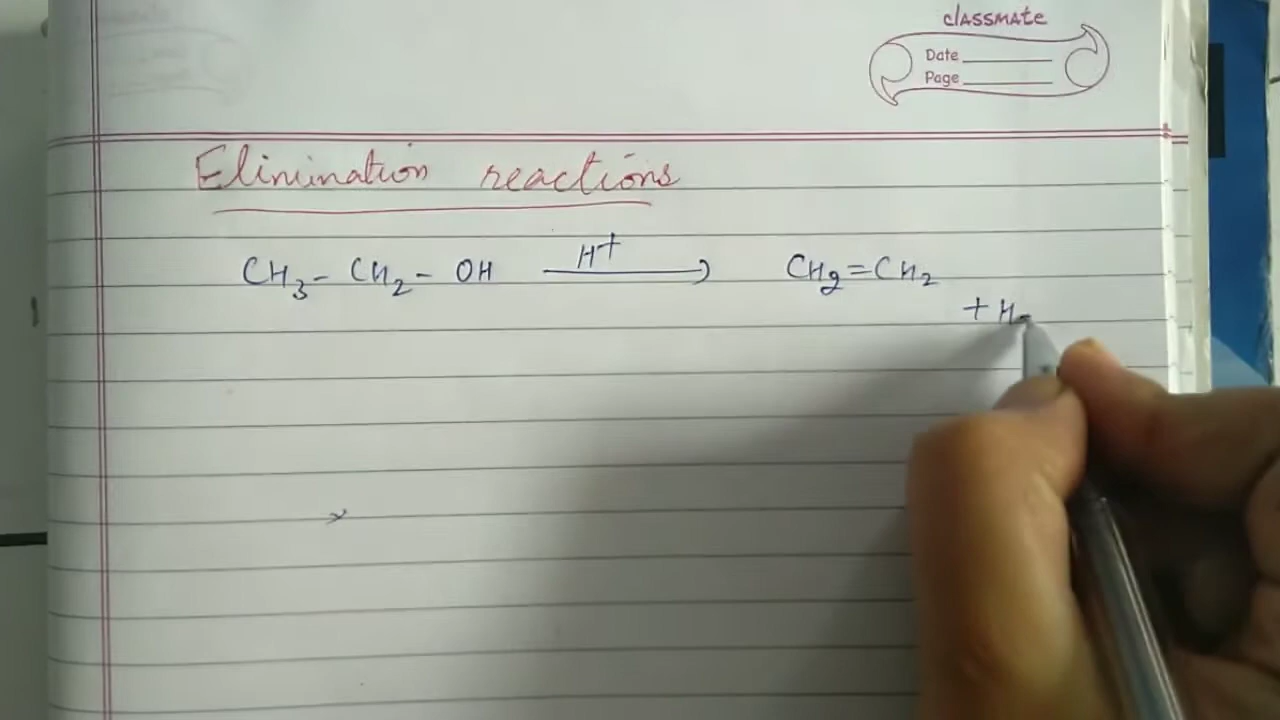 classmate
Date
Page
Elimination reactions
CH3 - CH2 - OH H+ → CH2=CH2
+ H